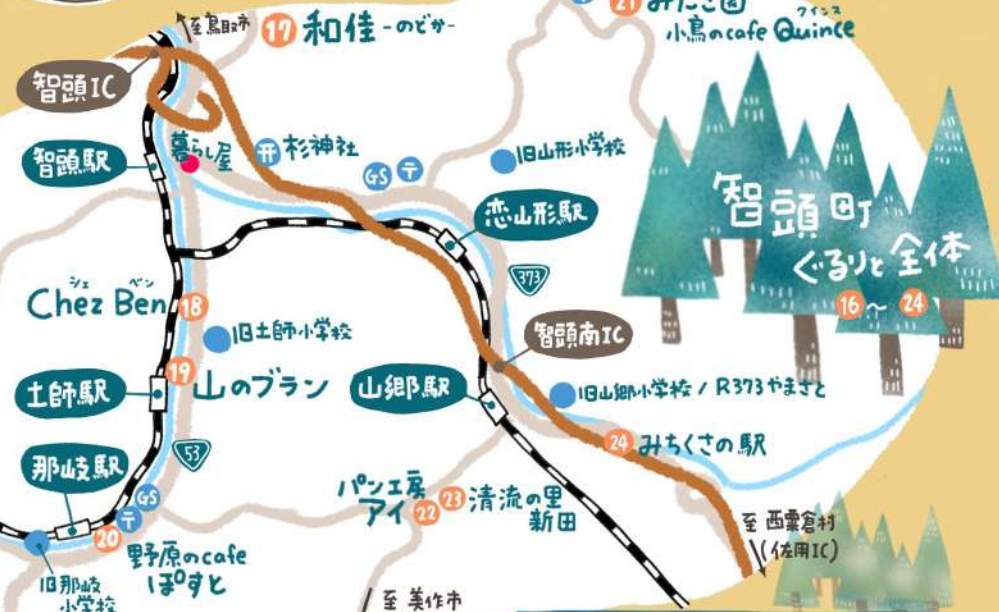 至鳥取市
17 和佳 -のどか-
21 みたき園
クインス
小鳥のcafe Quince
智頭IC
智頭駅
暮らし屋
杉神社
GS 〒
旧山形小学校
恋山形駅
智頭町
ぐるりと全体
16～24
373
シェ ベン
Chez Ben 18
旧土師小学校
智頭南IC
土師駅
19 山のブラン
山郷駅
旧山郷小学校 / R373やまさと
24 みちくさの駅
那岐駅
53
GS
〒
パン工房
アイ 22
23 清流の里
新田
20 野原のcafe
ぽすと
旧那岐
小学校
至 西粟倉村
(佐用IC)
至 美作市